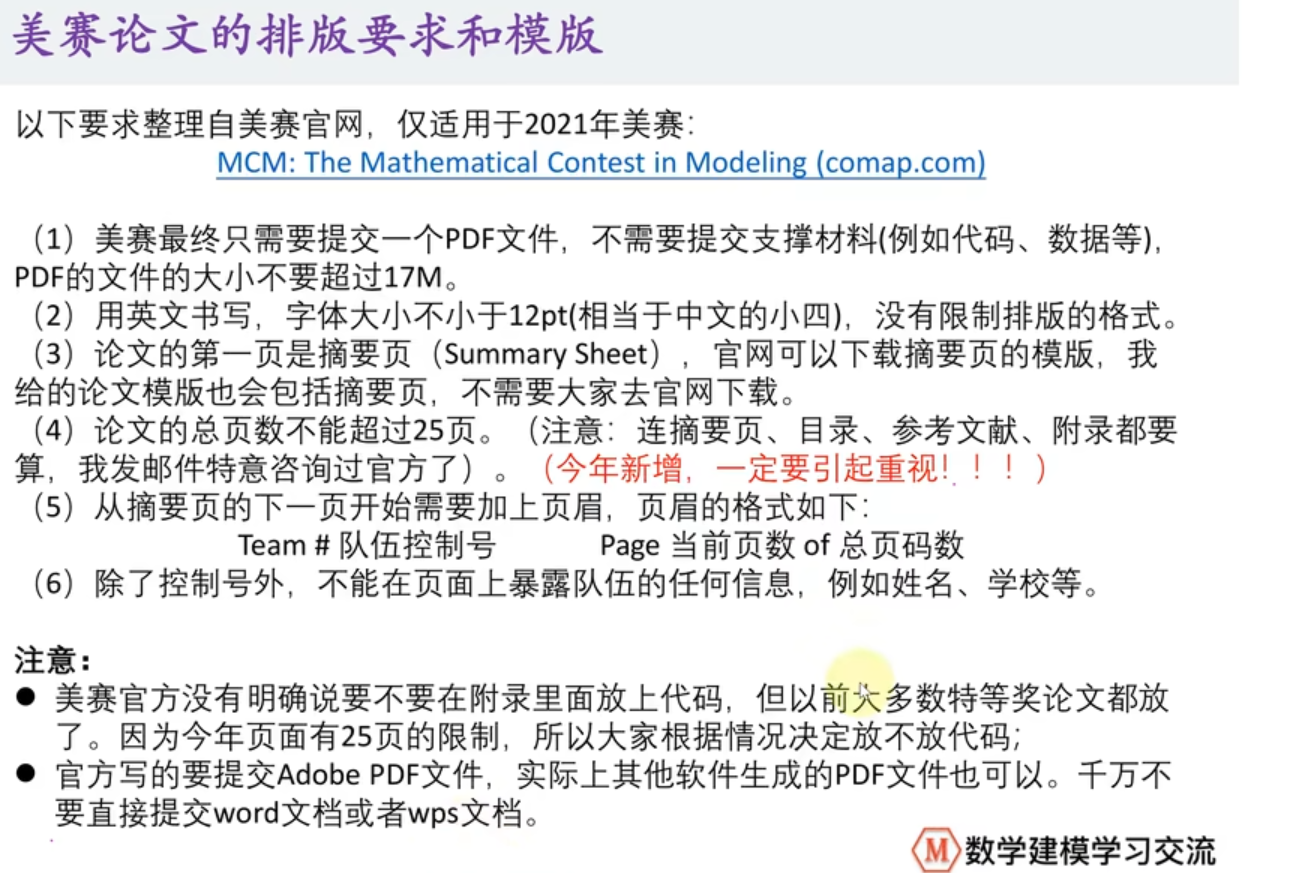 美赛论文的排版要求和模版
以下要求整理自美赛官网，仅适用于2021年美赛：
MCM: The Mathematical Contest in Modeling (comap.com)
（1）美赛最终只需要提交一个PDF文件，不需要提交支撑材料(例如代码、数据等)，
PDF的文件的大小不要超过17M。
（2）用英文书写，字体大小不小于12pt(相当于中文的小四)，没有限制排版的格式。
（3）论文的第一页是摘要页（Summary Sheet），官网可以下载摘要页的模版，我
给的论文模版也会包括摘要页，不需要大家去官网下载。
（4）论文的总页数不能超过25页。（注意：连摘要页、目录、参考文献、附录都要
算，我发邮件特意咨询过官方了）。（今年新增，一定要引起重视！！！）
（5）从摘要页的下一页开始需要加上页眉，页眉的格式如下：
Team # 队伍控制号 Page 当前页数 of 总页码数
（6）除了控制号外，不能在页面上暴露队伍的任何信息，例如姓名、学校等。
注意：
● 美赛官方没有明确说要不要在附录里面放上代码，但以前大多数特等奖论文都放
了。因为今年页面有25页的限制，所以大家根据情况决定放不放代码；
● 官方写的要提交Adobe PDF文件，实际上其他软件生成的PDF文件也可以。千万不
要直接提交word文档或者wps文档。
M 数学建模学习交流